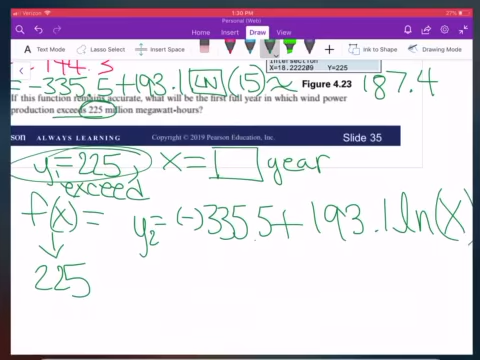 Verizon 1:30 PM
Personal (Web)
Home Insert Draw View
A Text Mode Lasso Select Insert Space Ink to Shape Drawing Mode
-144.3
Intersection
X=18.222209 Y=225
= -335.5+193.1 LN (15) ≈ Figure 4.23 187.4
If this function remains accurate, what will be the first full year in which wind power
production exceeds 225 million megawatt-hours?
son ALWAYS LEARNING Copyright © 2019 Pearson Education, Inc. Slide 35
y₁=225 x= year
exceed
f(x)= y₂=(-)335.5+193.1ln(x)
225